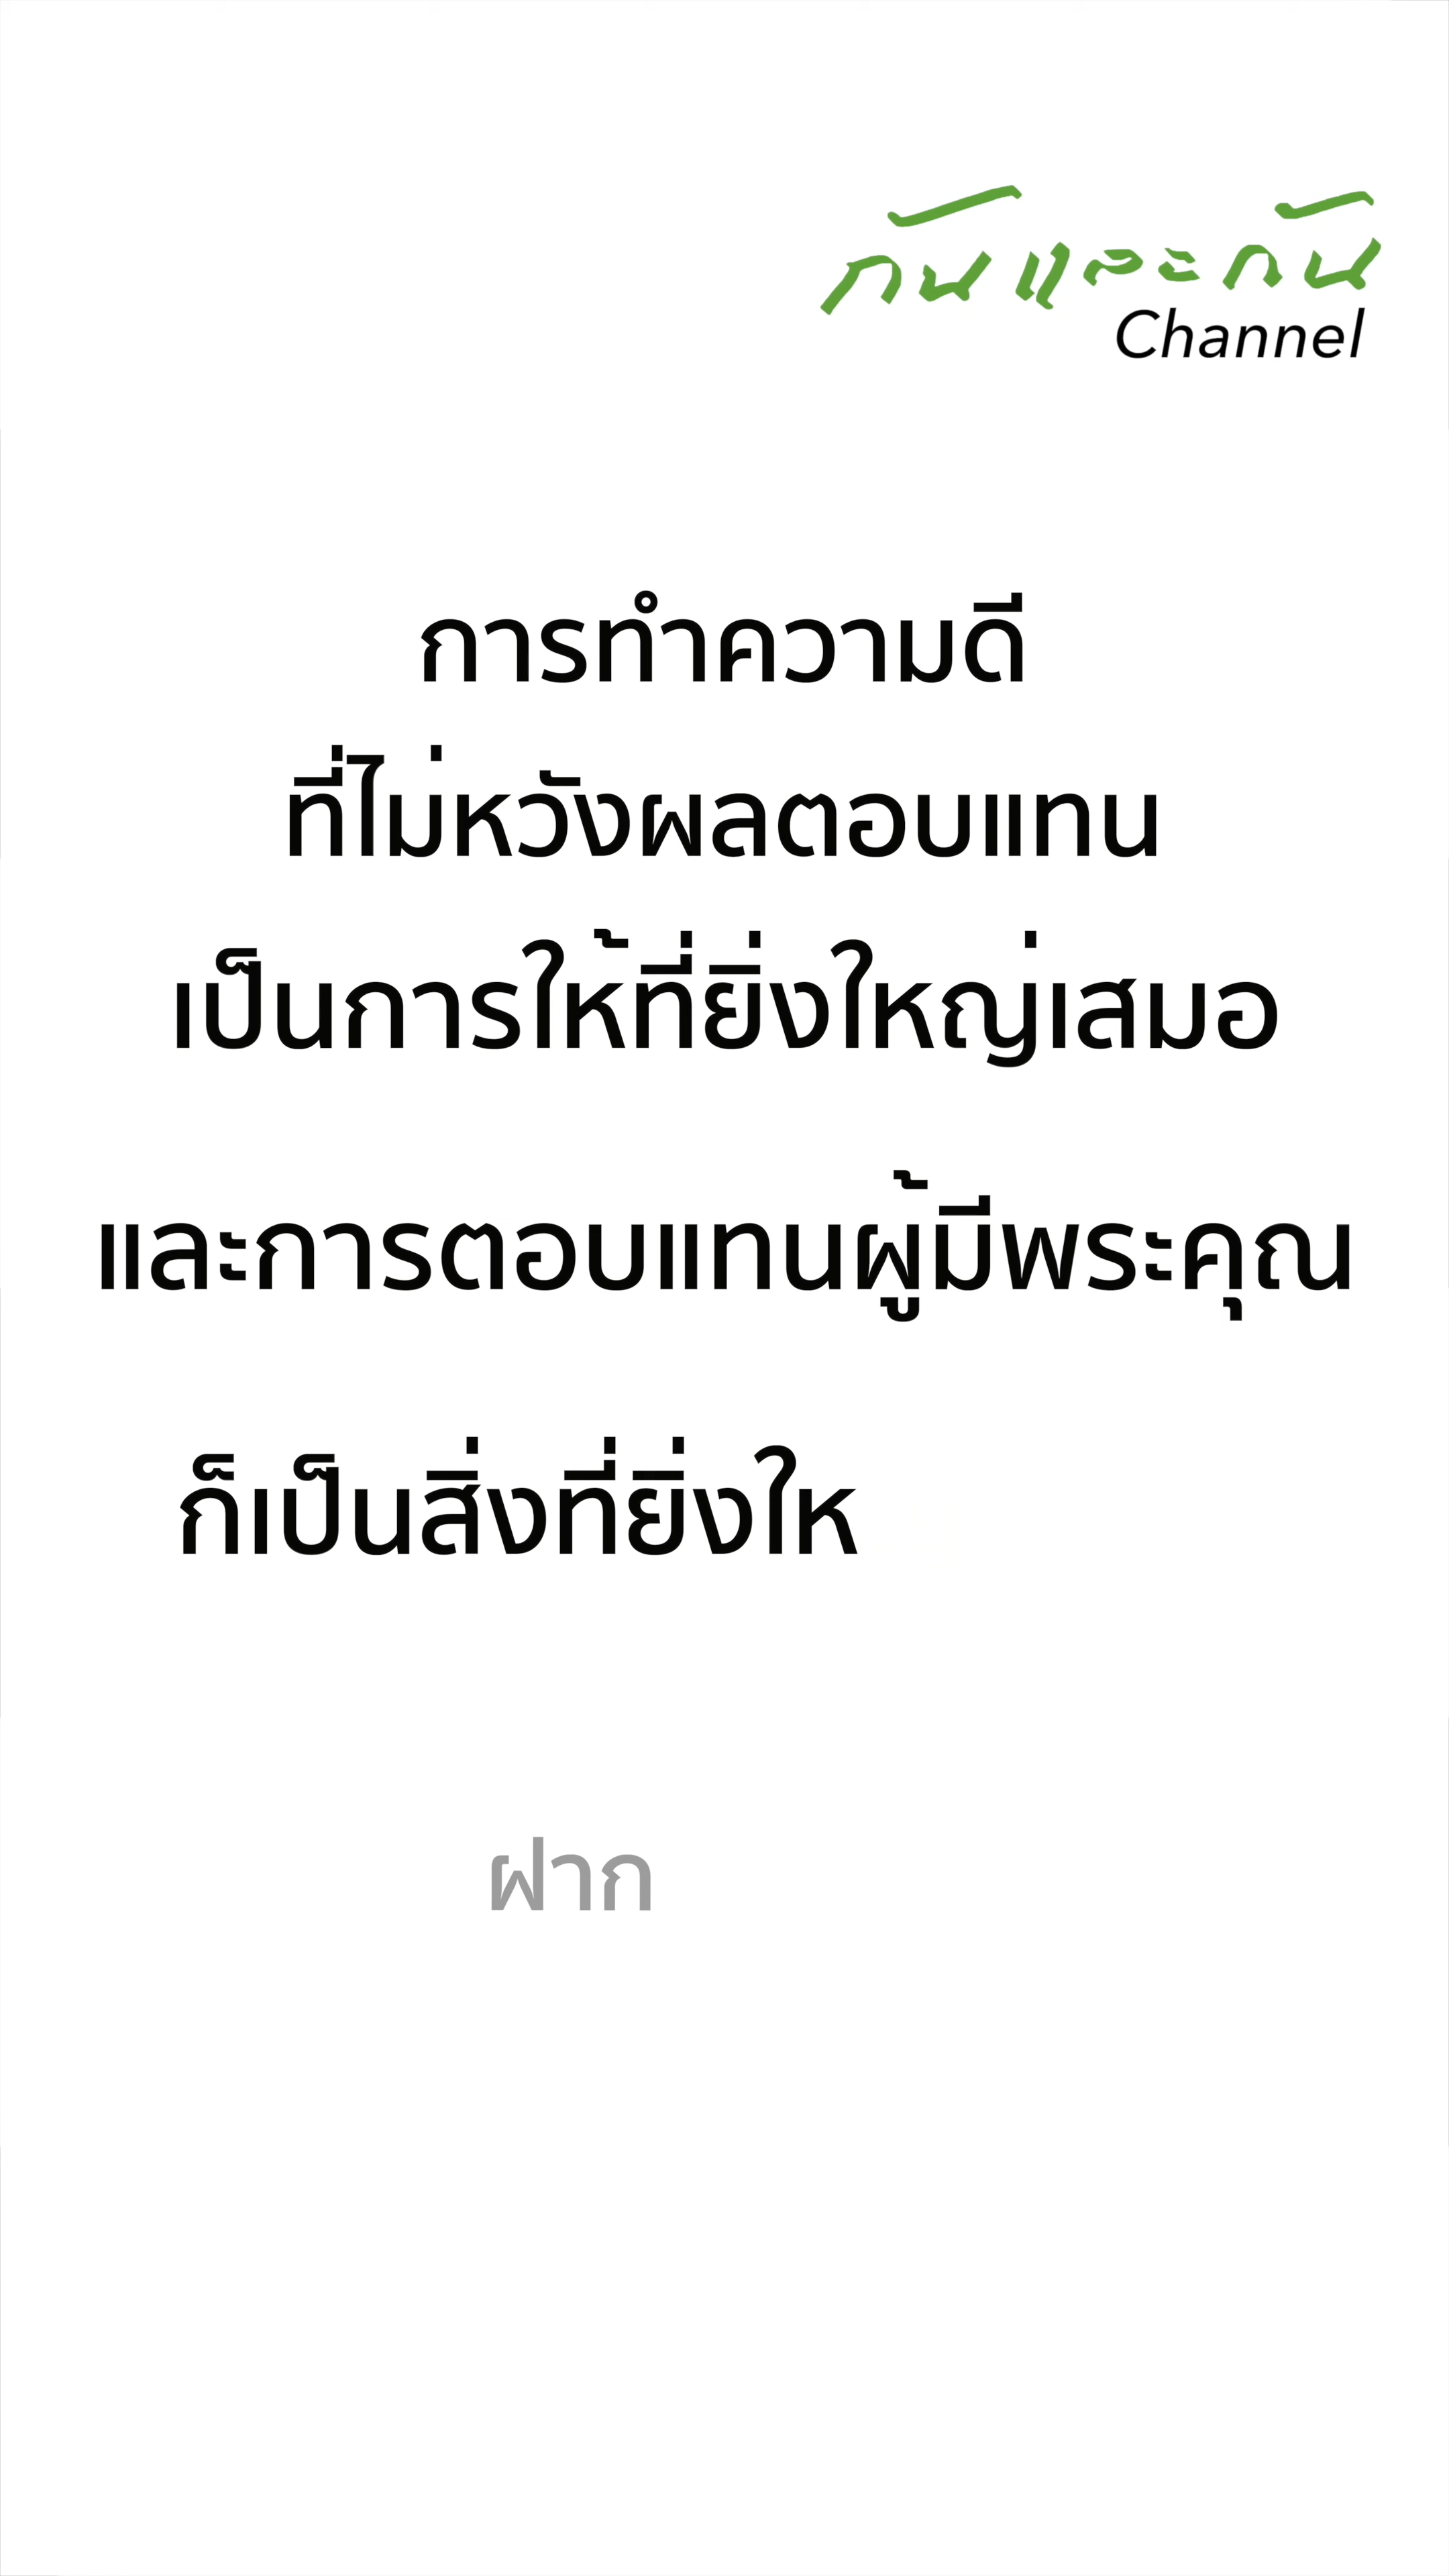 กันและกัน
Channel
การทำความดี
ที่ไม่หวังผลตอบแทน
เป็นการให้ที่ยิ่งใหญ่เสมอ
และการตอบแทนผู้มีพระคุณ
ก็เป็นสิ่งที่ยิ่งให
ฝาก